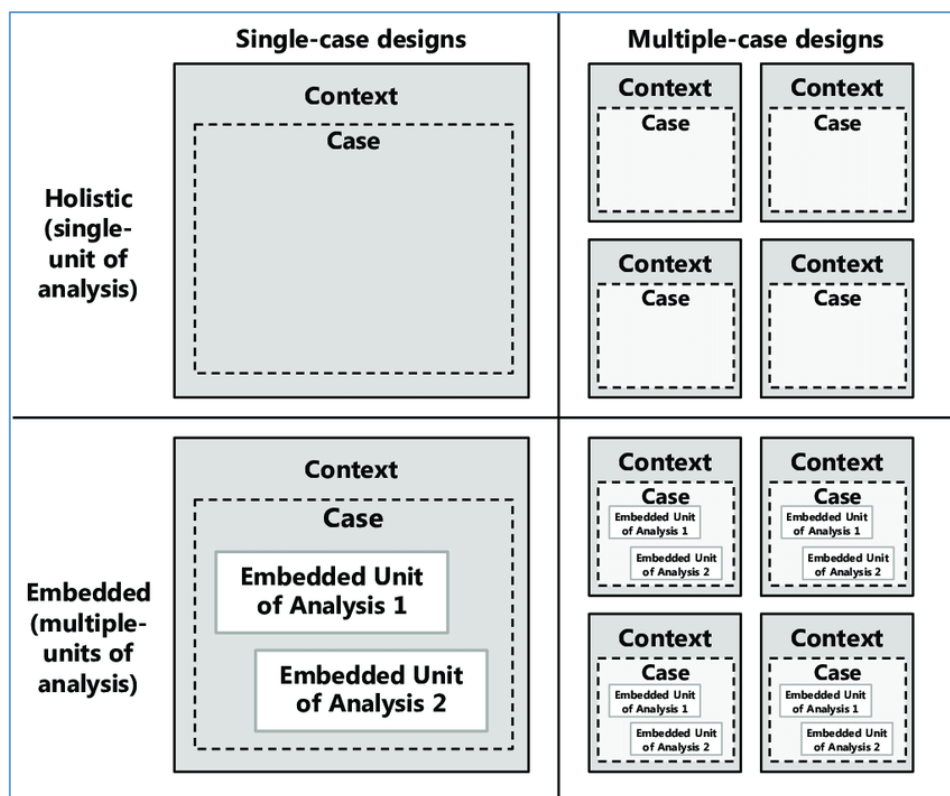 Single-case designs
Multiple-case designs
Holistic
(single-
unit of
analysis)
Context
Case
Context
Case
Context
Case
Context
Case
Context
Case
Embedded
(multiple-
units of
analysis)
Context
Case
Embedded Unit
of Analysis 1
Embedded Unit
of Analysis 2
Context
Case
Embedded Unit
of Analysis 1
Embedded Unit
of Analysis 2
Context
Case
Embedded Unit
of Analysis 1
Embedded Unit
of Analysis 2
Context
Case
Embedded Unit
of Analysis 1
Embedded Unit
of Analysis 2
Context
Case
Embedded Unit
of Analysis 1
Embedded Unit
of Analysis 2